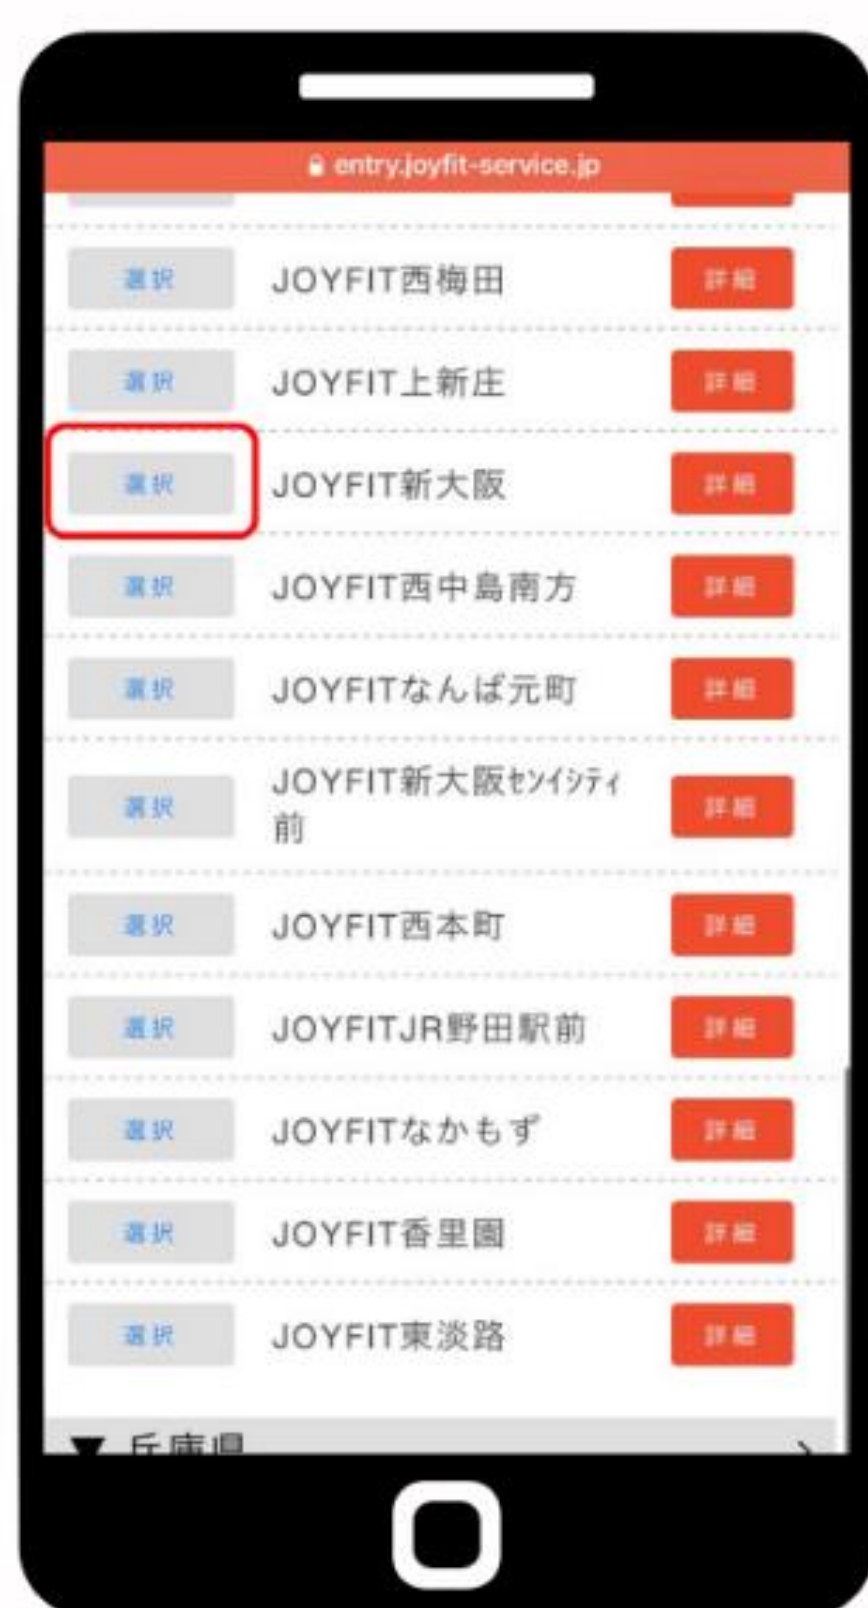 entry.joyfit-service.jp
選択 JOYFIT西梅田 詳細
選択 JOYFIT上新庄 詳細
選択 JOYFIT新大阪 詳細
選択 JOYFIT西中島南方 詳細
選択 JOYFITなんば元町 詳細
選択 JOYFIT新大阪ｾﾝｲｼﾃｨ
前 詳細
選択 JOYFIT西本町 詳細
選択 JOYFITJR野田駅前 詳細
選択 JOYFITなかもず 詳細
選択 JOYFIT香里園 詳細
選択 JOYFIT東淡路 詳細
▼ 兵庫県 >